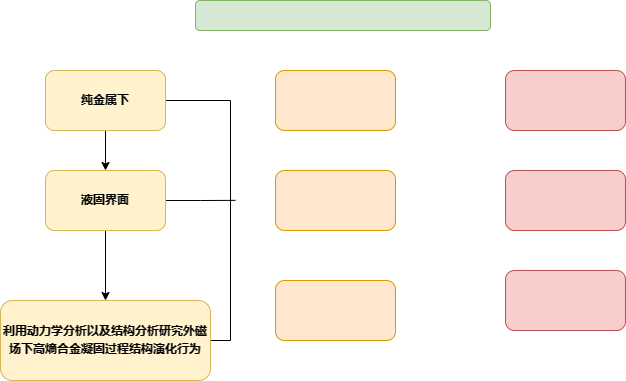 纯金属下
液固界面
利用动力学分析以及结构分析研究外磁
场下高熵合金凝固过程结构演化行为